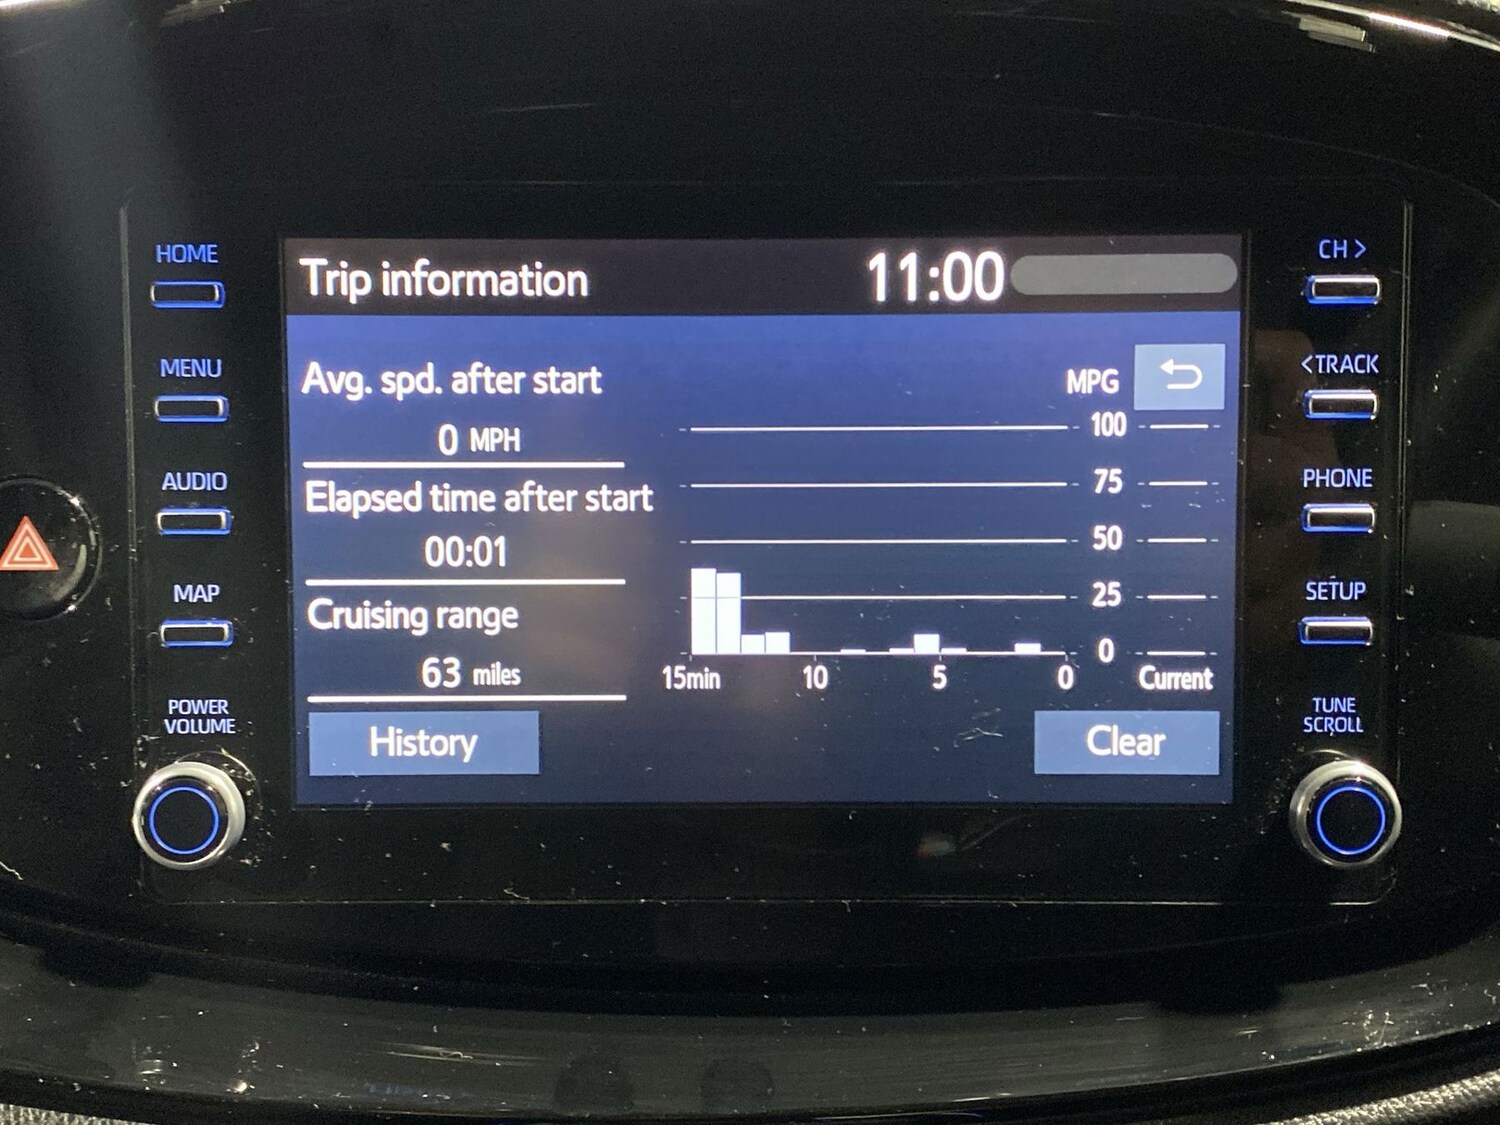 HOME
MENU
AUDIO
MAP
POWER
VOLUME
Trip information 11:00
Avg. spd. after start
0 MPH
Elapsed time after start
00:01
Cruising range
63 miles
History
MPG
100
75
50
25
0
15min 10 5 0 Current
Clear
CH >
< TRACK
PHONE
SETUP
TUNE
SCROLL